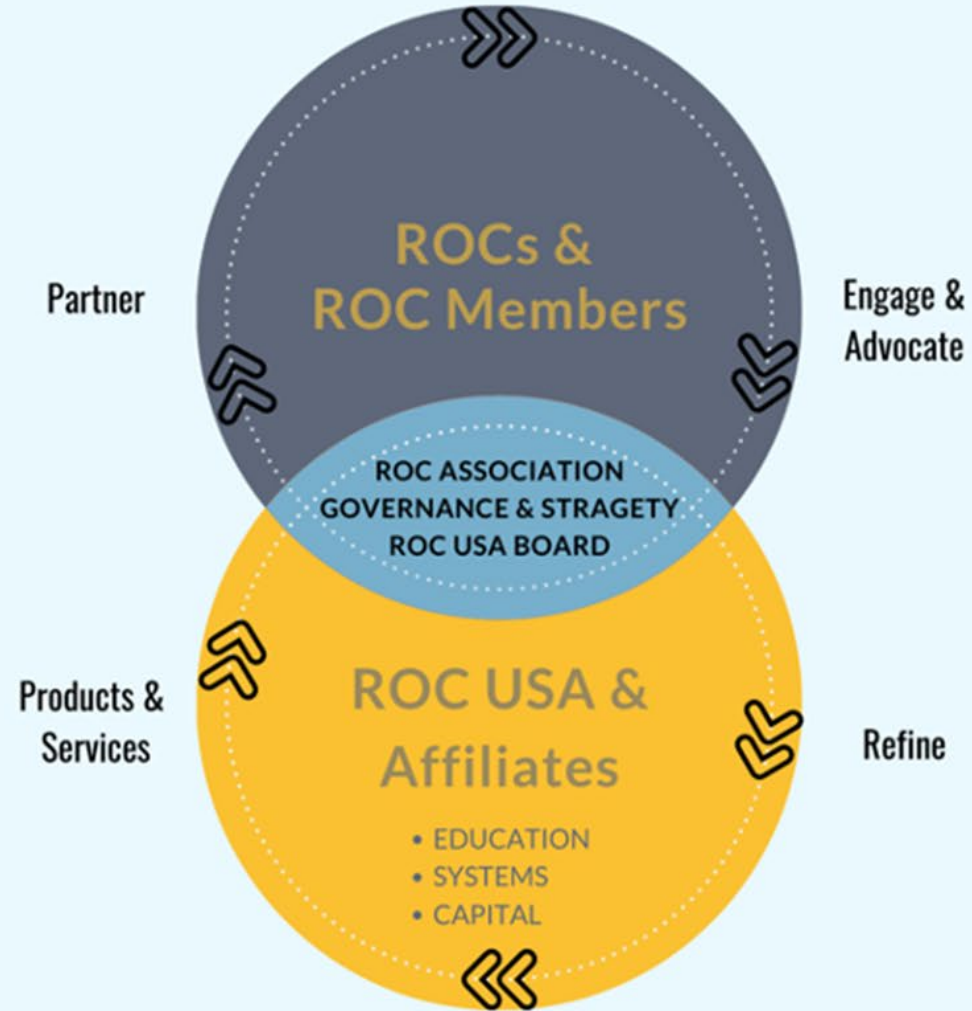 ROCs &
ROC Members
Partner
Engage &
Advocate
ROC ASSOCIATION
GOVERNANCE & STRAGETY
ROC USA BOARD
Products &
Services
ROC USA &
Affiliates
Refine
• EDUCATION
• SYSTEMS
• CAPITAL